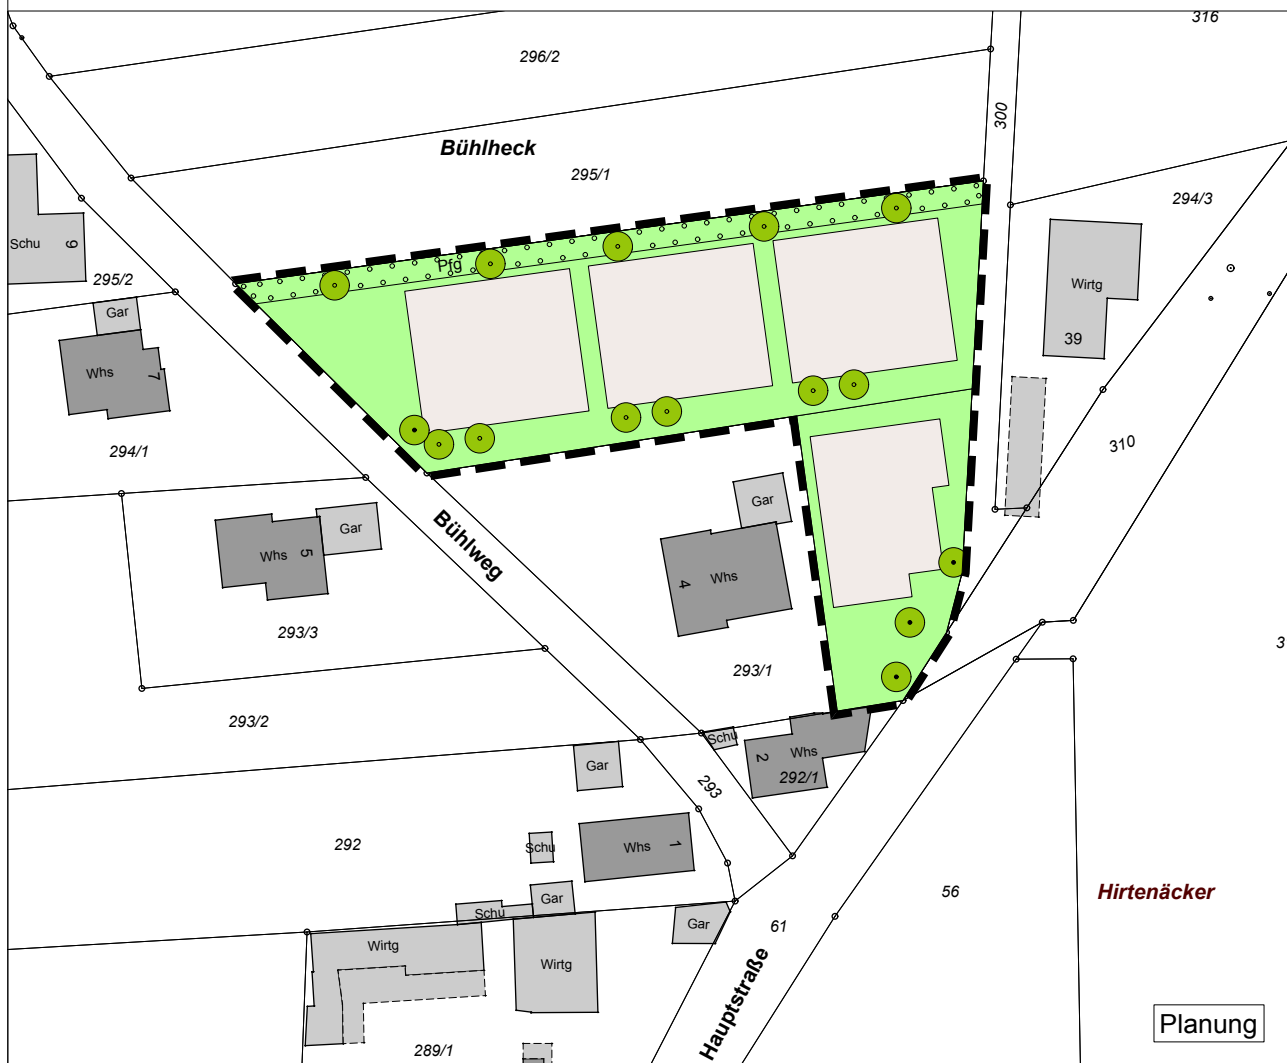 316
296/2
300
Bühlheck
295/1
294/3
Schu
9
295/2
Pfg
Gar
Wirtg
39
Whs
7
294/1
310
Gar
Whs
5
Bühlweg
Gar
Whs
4
293/3
293/1
3
293/2
Schu
Whs
2
292/1
Gar
293
292
Schu
Whs
1
Gar
Schu
Gar
61
56
Hirtenäcker
Wirtg
Wirtg
Hauptstraße
Planung
289/1